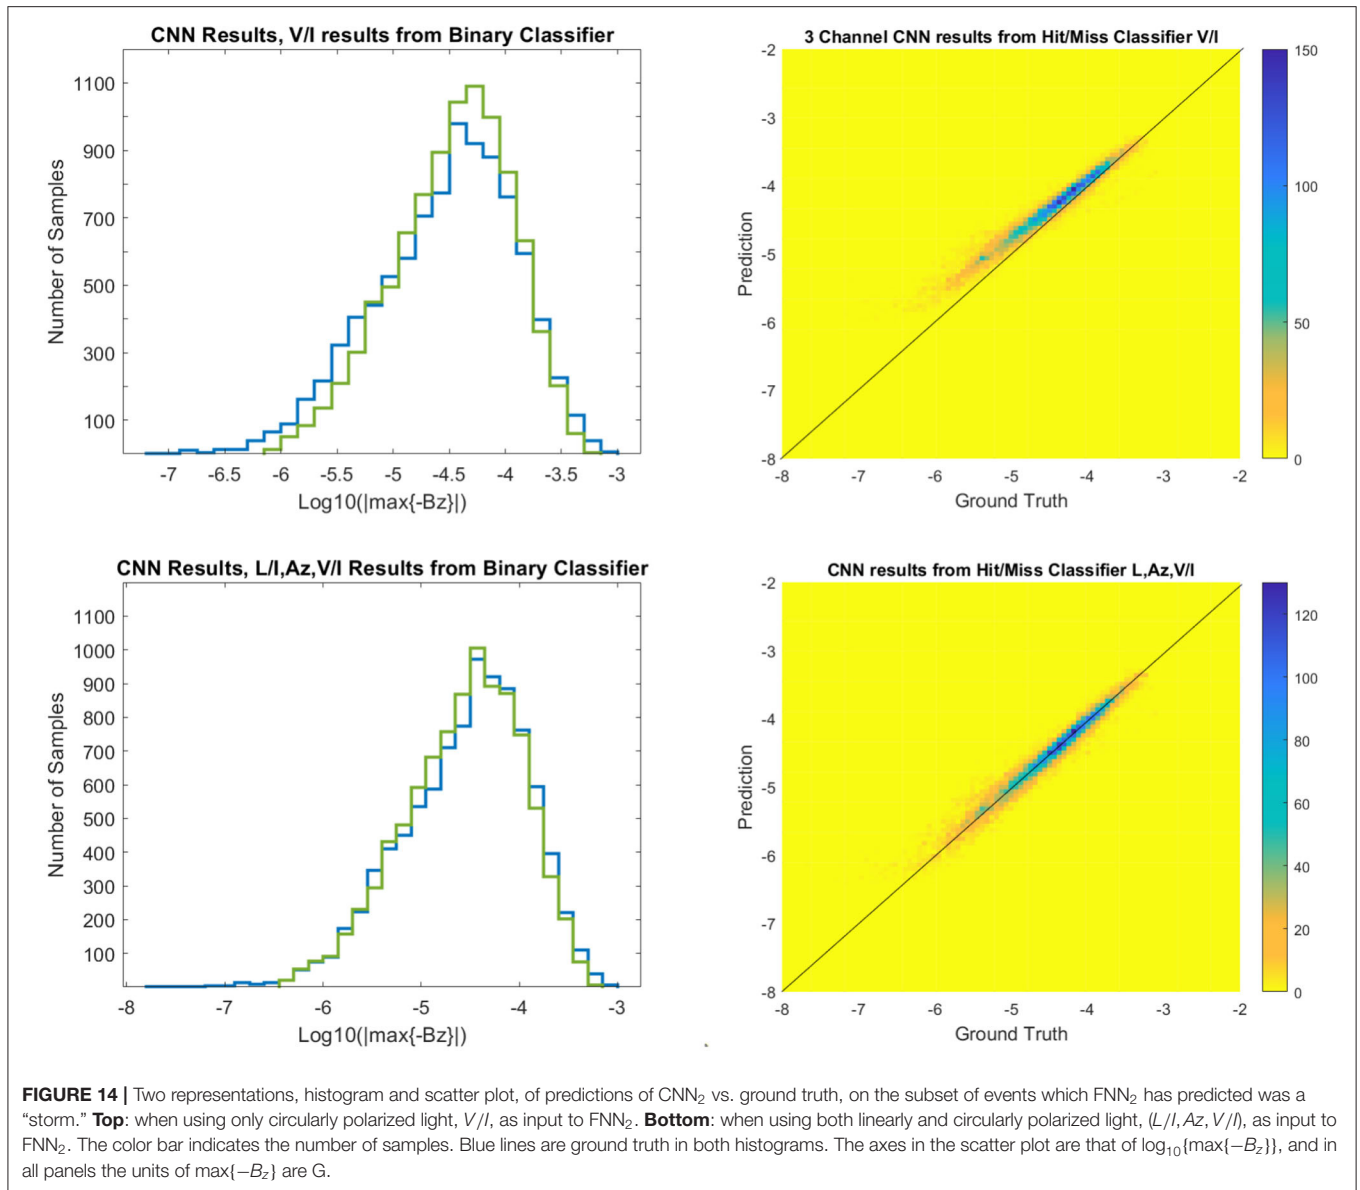 CNN Results, V/I results from Binary Classifier
1100
900
700
500
300
100
Number of Samples
-7 -6.5 -6 -5.5 -5 -4.5 -4 -3.5 -3
Log10(|max{-Bz}|)
3 Channel CNN results from Hit/Miss Classifier V/I
-2
-3
-4
-5
-6
-7
-8
Prediction
-8 -7 -6 -5 -4 -3 -2
Ground Truth
150
100
50
0
CNN Results, L/I,Az,V/I Results from Binary Classifier
1100
1000
900
800
700
600
500
400
300
200
100
Number of Samples
-8 -7 -6 -5 -4 -3
Log10(|max{-Bz}|)
CNN results from Hit/Miss Classifier L,Az,V/I
-2
-3
-4
-5
-6
-7
-8
Prediction
-8 -7 -6 -5 -4 -3 -2
Ground Truth
120
100
80
60
40
20
0
FIGURE 14 | Two representations, histogram and scatter plot, of predictions of CNN₂ vs. ground truth, on the subset of events which FNN₂ has predicted was a
“storm.” Top: when using only circularly polarized light, V/I, as input to FNN₂. Bottom: when using both linearly and circularly polarized light, (L/I, Az, V/I), as input to
FNN₂. The color bar indicates the number of samples. Blue lines are ground truth in both histograms. The axes in the scatter plot are that of log₁₀{max{−B_z}}, and in
all panels the units of max{−B_z} are G.